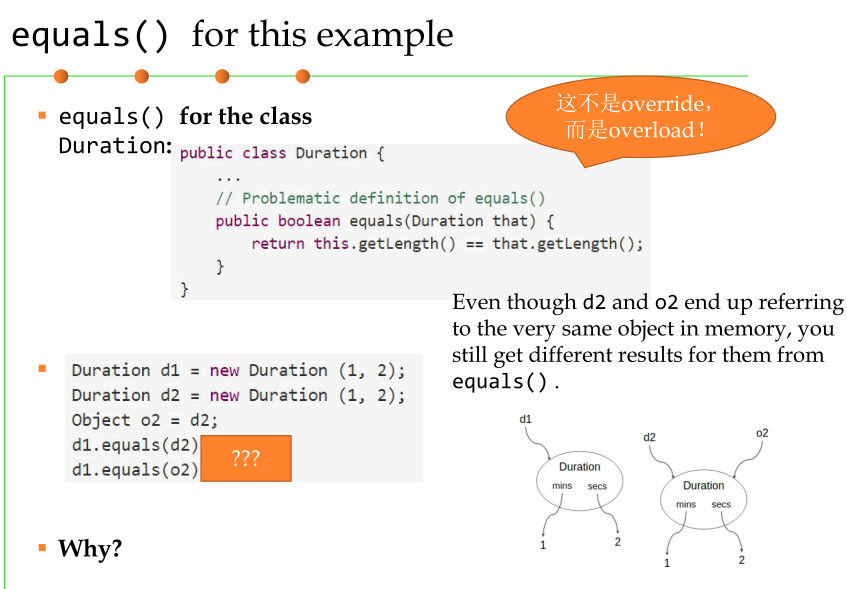 equals() for this example
equals() for the class
Duration:
这不是override，
而是overload！
public class Duration {
...
// Problematic definition of equals()
public boolean equals(Duration that) {
return this.getLength() == that.getLength();
}
}
Even though d2 and o2 end up referring
to the very same object in memory, you
still get different results for them from
equals().
Duration d1 = new Duration (1, 2);
Duration d2 = new Duration (1, 2);
Object o2 = d2;
d1.equals(d2)
d1.equals(o2)
???
d1
Duration
mins secs
1
2
d2
o2
Duration
mins secs
1
2
Why?